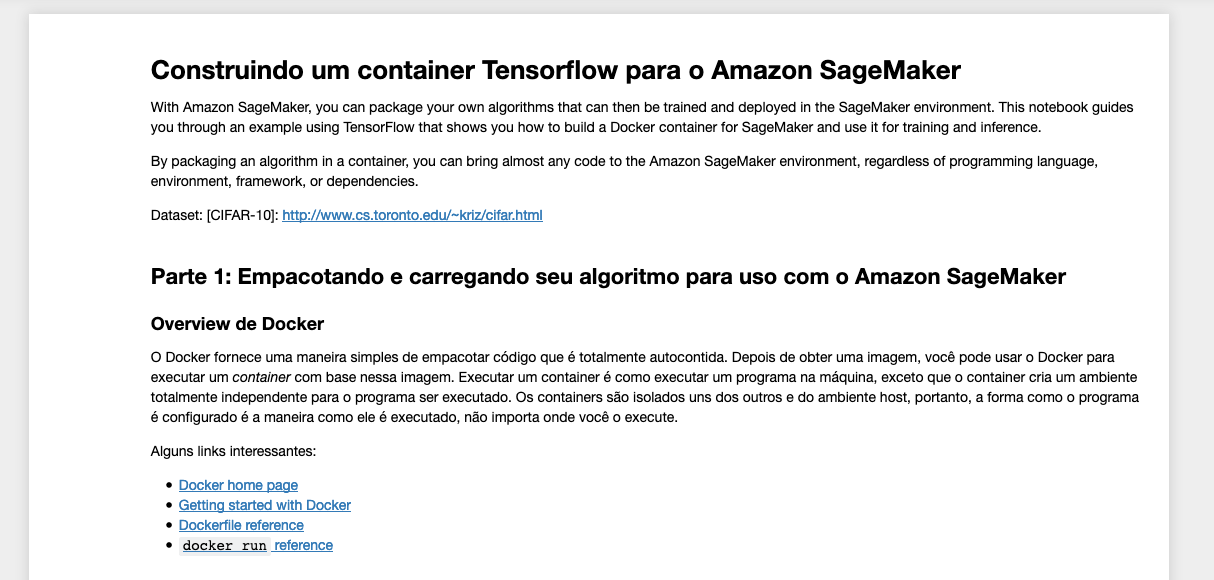 Construindo um container Tensorflow para o Amazon SageMaker
With Amazon SageMaker, you can package your own algorithms that can then be trained and deployed in the SageMaker environment. This notebook guides
you through an example using TensorFlow that shows you how to build a Docker container for SageMaker and use it for training and inference.
By packaging an algorithm in a container, you can bring almost any code to the Amazon SageMaker environment, regardless of programming language,
environment, framework, or dependencies.
Dataset: [CIFAR-10]: http://www.cs.toronto.edu/~kriz/cifar.html
Parte 1: Empacotando e carregando seu algoritmo para uso com o Amazon SageMaker
Overview de Docker
O Docker fornece uma maneira simples de empacotar código que é totalmente autocontida. Depois de obter uma imagem, você pode usar o Docker para
executar um container com base nessa imagem. Executar um container é como executar um programa na máquina, exceto que o container cria um ambiente
totalmente independente para o programa ser executado. Os containers são isolados uns dos outros e do ambiente host, portanto, a forma como o programa
é configurado é a maneira como ele é executado, não importa onde você o execute.
Alguns links interessantes:
• Docker home page
• Getting started with Docker
• Dockerfile reference
• docker run reference